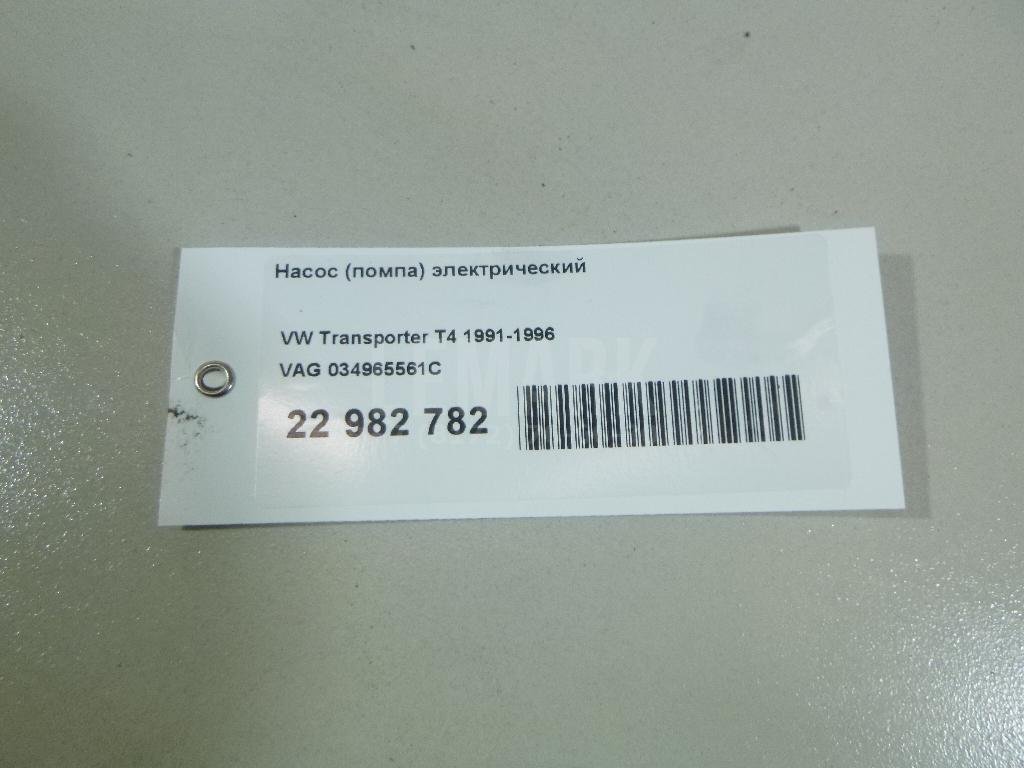 Насос (помпа) электрический
VW Transporter T4 1991-1996
VAG 034965561C
22 982 782